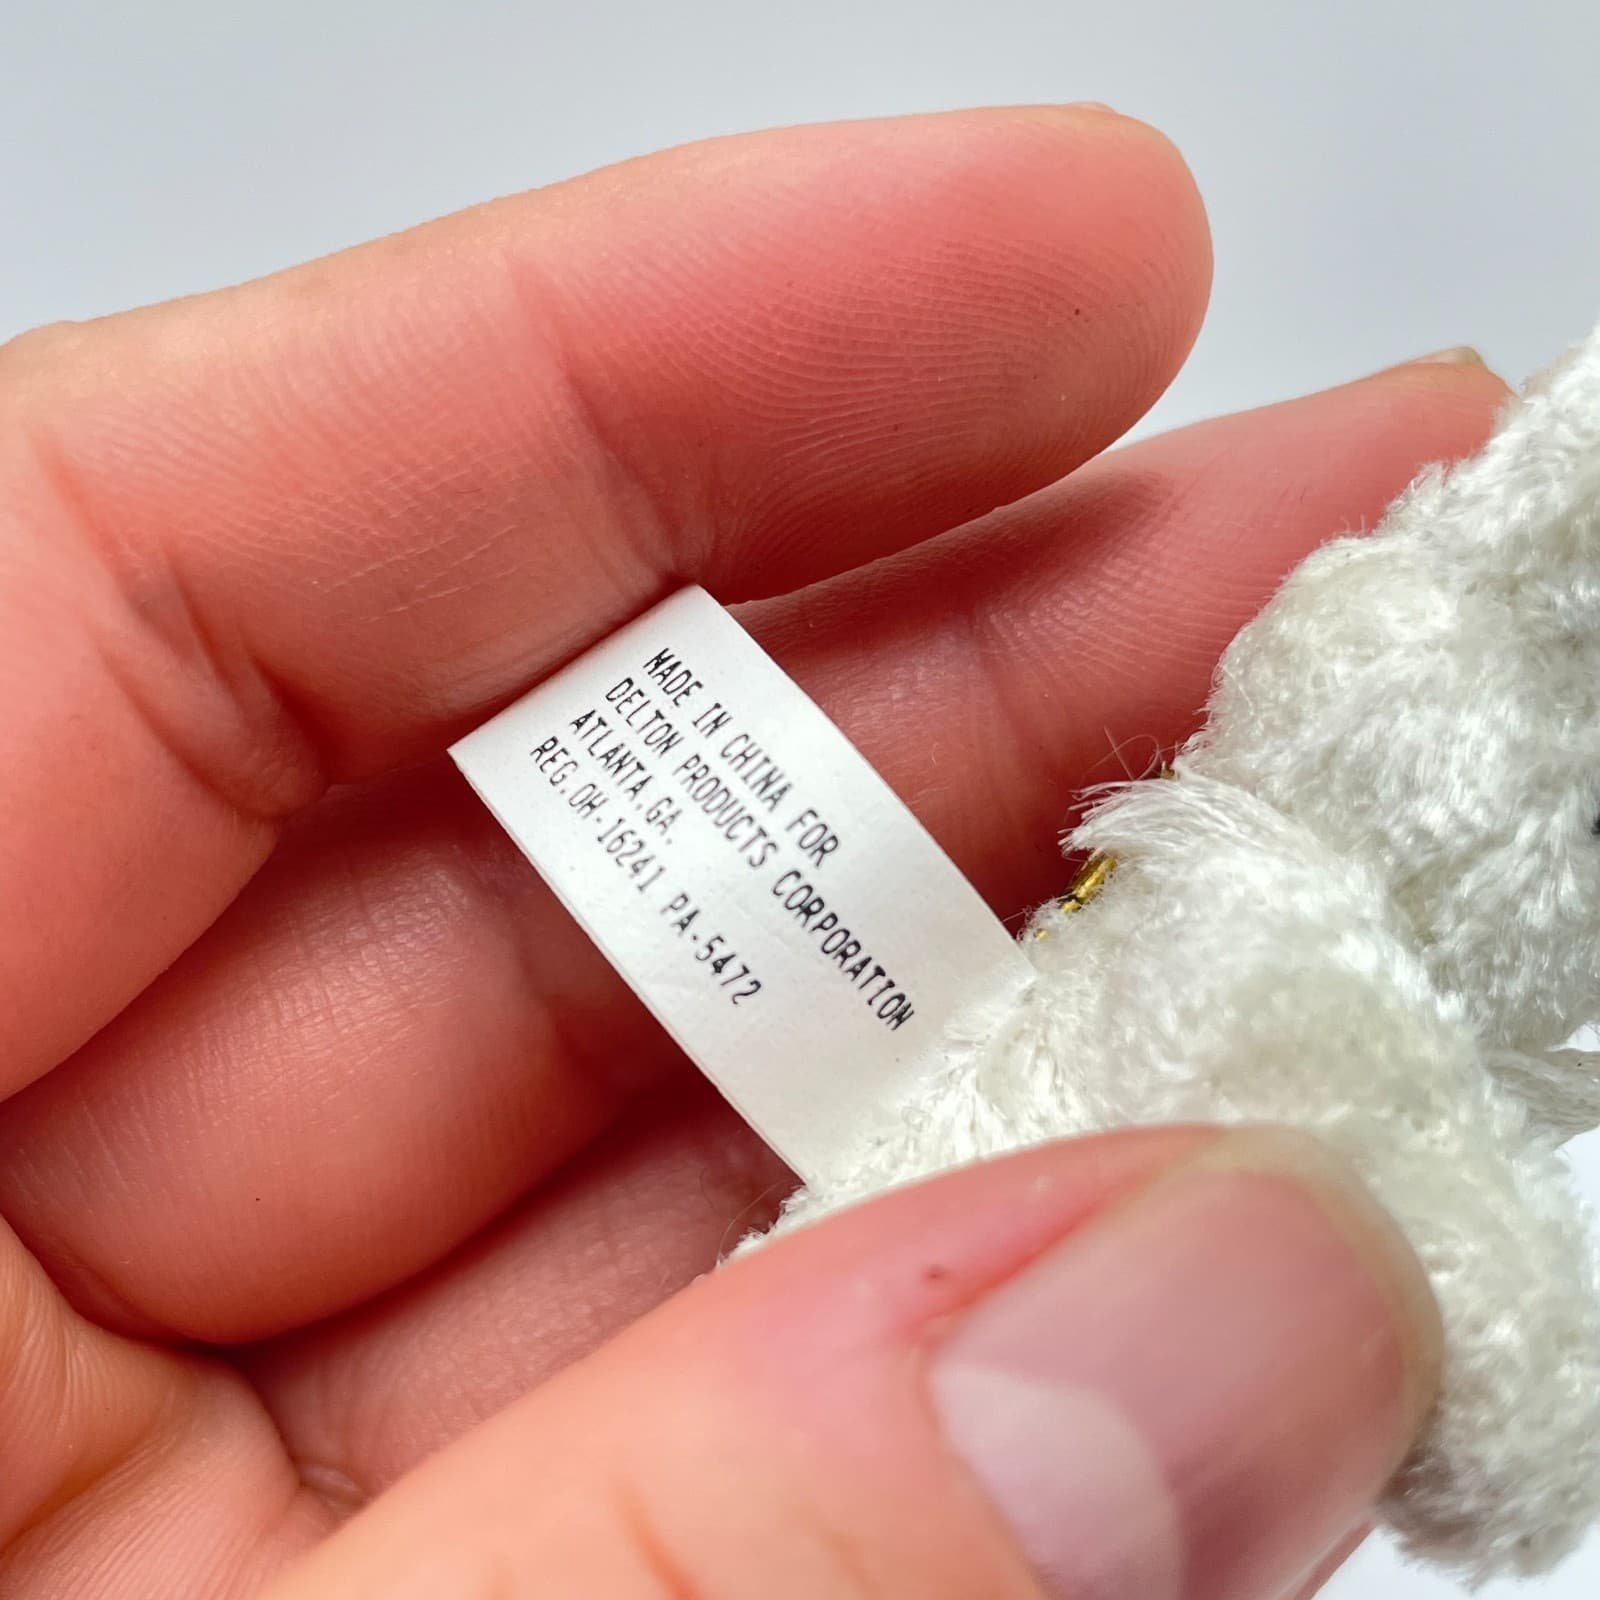 MADE IN CHINA FOR
DELTON PRODUCTS CORPORATION
ATLANTA.GA.
REG.OH-16241 PA-5472